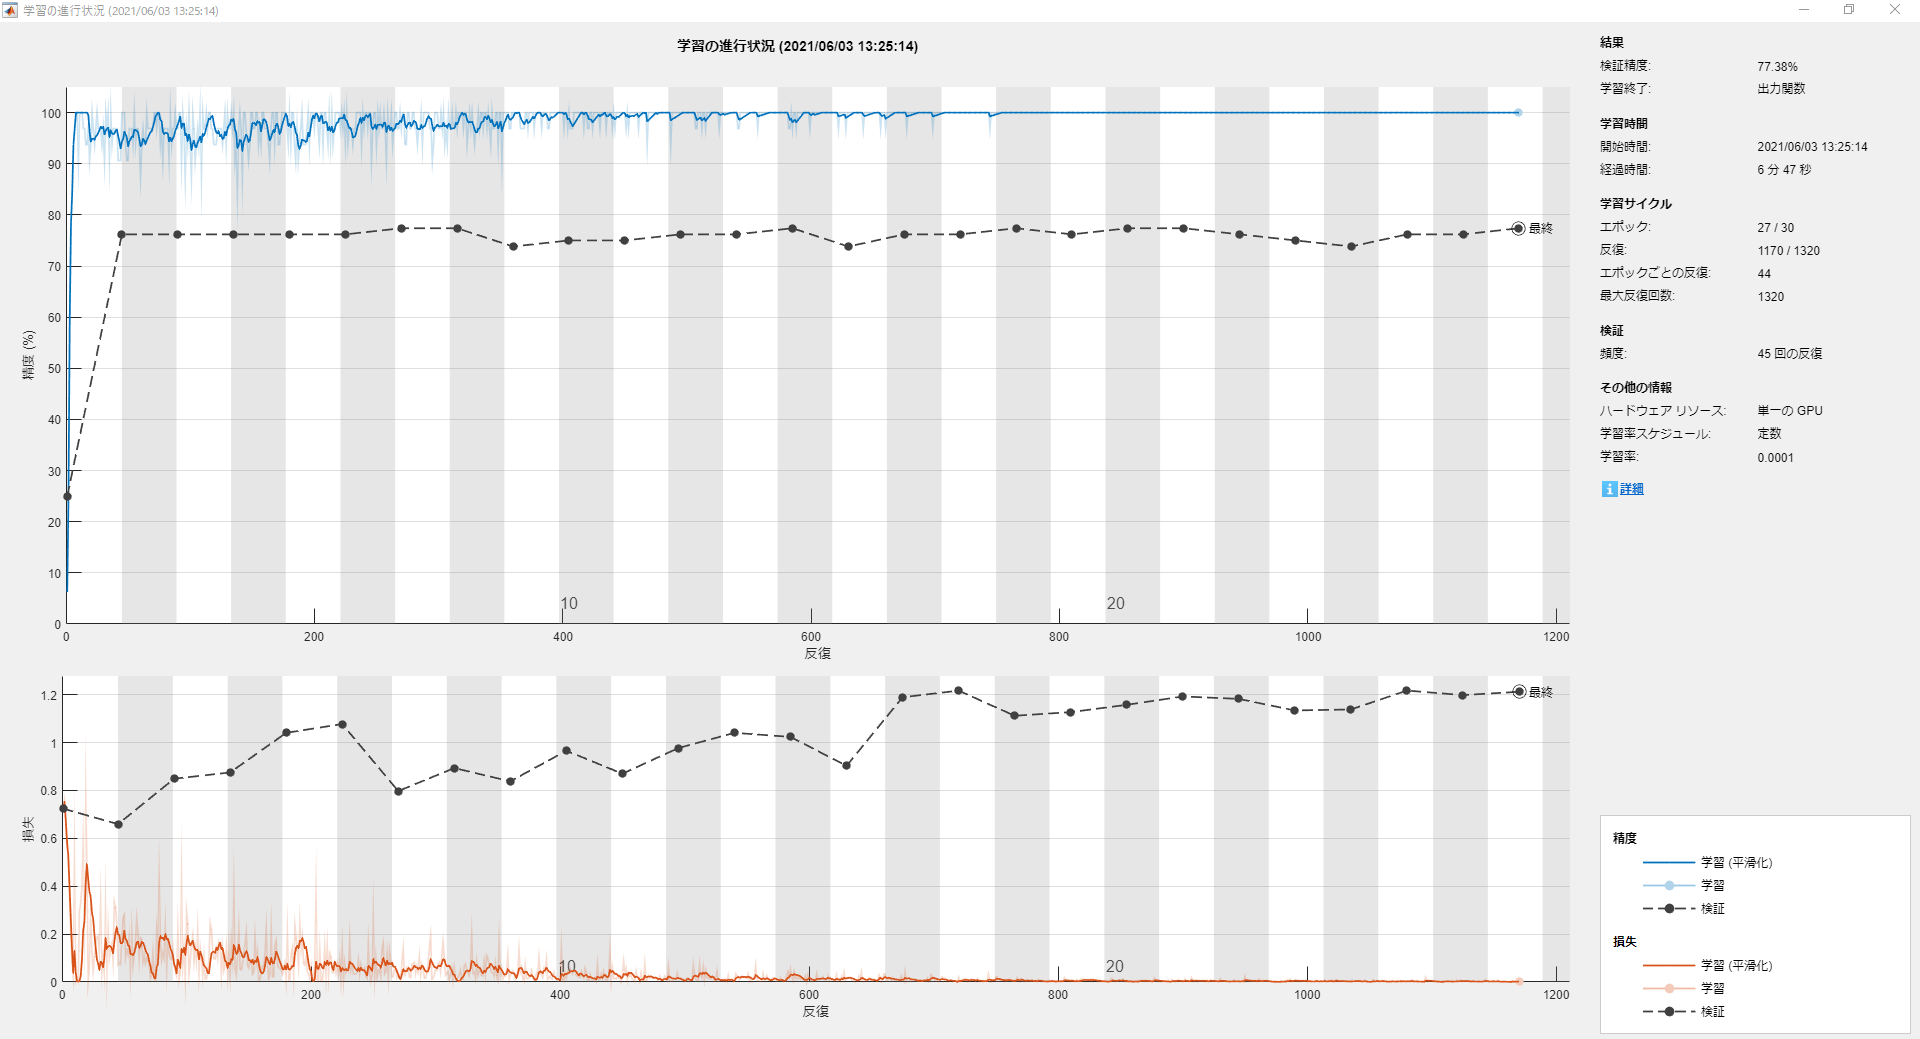 学習の進行状況 (2021/06/03 13:25:14)
学習の進行状況 (2021/06/03 13:25:14)
100
90
80
70
60
50
40
30
20
10
0
精度 (%)
最終
10
20
0
200
400
600
800
1000
1200
反復
1.2
1
0.8
0.6
0.4
0.2
0
損失
最終
10
20
0
200
400
600
800
1000
1200
反復
結果
検証精度: 77.38%
学習終了: 出力関数
学習時間
開始時間: 2021/06/03 13:25:14
経過時間: 6 分 47 秒
学習サイクル
エポック: 27 / 30
反復: 1170 / 1320
エポックごとの反復: 44
最大反復回数: 1320
検証
頻度: 45 回の反復
その他の情報
ハードウェア リソース: 単一の GPU
学習率スケジュール: 定数
学習率: 0.0001
i 詳細
精度
学習 (平滑化)
学習
検証
損失
学習 (平滑化)
学習
検証